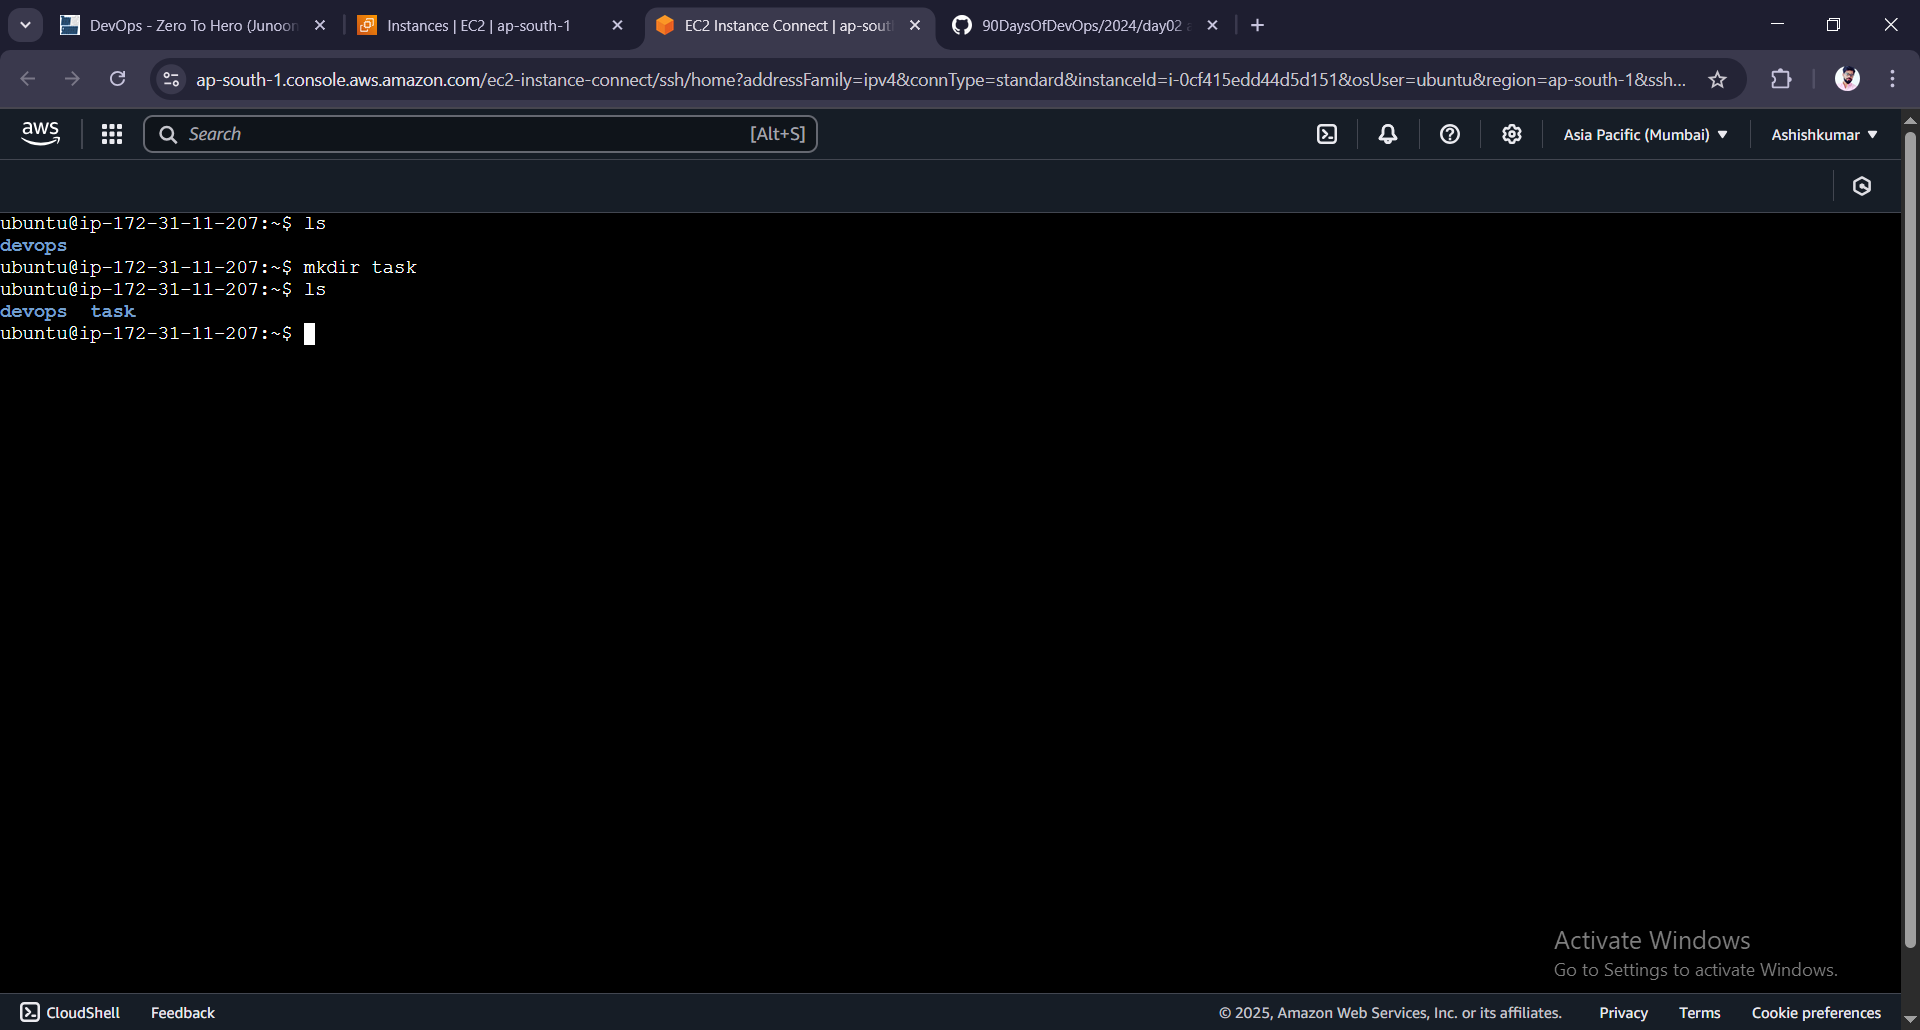 DevOps - Zero To Hero (Junoon
Instances | EC2 | ap-south-1
EC2 Instance Connect | ap-sout
90DaysOfDevOps/2024/day02
ap-south-1.console.aws.amazon.com/ec2-instance-connect/ssh/home?addressFamily=ipv4&connType=standard&instanceId=i-0cf415edd44d5d151&osUser=ubuntu&region=ap-south-1&ssh...
aws
Search [Alt+S]
Asia Pacific (Mumbai)
Ashishkumar
ubuntu@ip-172-31-11-207:~$ ls
devops
ubuntu@ip-172-31-11-207:~$ mkdir task
ubuntu@ip-172-31-11-207:~$ ls
devops  task
ubuntu@ip-172-31-11-207:~$
Activate Windows
Go to Settings to activate Windows.
CloudShell
Feedback
© 2025, Amazon Web Services, Inc. or its affiliates.
Privacy
Terms
Cookie preferences